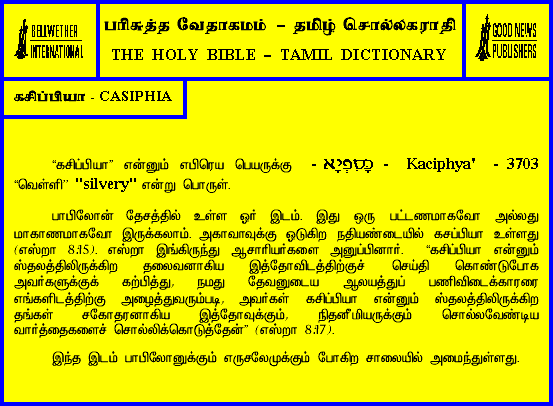 BELLWETHER
INTERNATIONAL
பரிசுத்த வேதாகமம் – தமிழ் சொல்லகராதி
THE HOLY BIBLE – TAMIL DICTIONARY
GOOD NEWS
PUBLISHERS
கசிப்பியா - CASIPHIA
“கசிப்பியா” என்னும் எபிரெய பெயருக்கு - כָּסִפְיָא - Kaciphya' - 3703
“வெள்ளி” "silvery" என்று பொருள்.
பாபிலோன் தேசத்தில் உள்ள ஓர் இடம். இது ஒரு பட்டணமாகவோ அல்லது
மாகாணமாகவோ இருக்கலாம். அகாவாவுக்கு ஓடுகிற நதியண்டையில் கசப்பியா உள்ளது
(எஸ்றா 8:15). எஸ்றா இங்கிருந்து ஆசாரியர்களை அனுப்பினார். “கசிப்பியா என்னும்
ஸ்தலத்திலிருக்கிற தலைவனாகிய இத்தோவிடத்திற்குச் செய்தி கொண்டுபோக
அவர்களுக்குக் கற்பித்து, நமது தேவனுடைய ஆலயத்துப் பணிவிடைக்காரரை
எங்களிடத்திற்கு அழைத்துவரும்படி, அவர்கள் கசிப்பியா என்னும் ஸ்தலத்திலிருக்கிற
தங்கள் சகோதரனாகிய இத்தோவுக்கும், நிதனீமியருக்கும் சொல்லவேண்டிய
வார்த்தைகளைச் சொல்லிக்கொடுத்தேன்” (எஸ்றா 8:17).
இந்த இடம் பாபிலோனுக்கும் எருசலேமுக்கும் போகிற சாலையில் அமைந்துள்ளது.